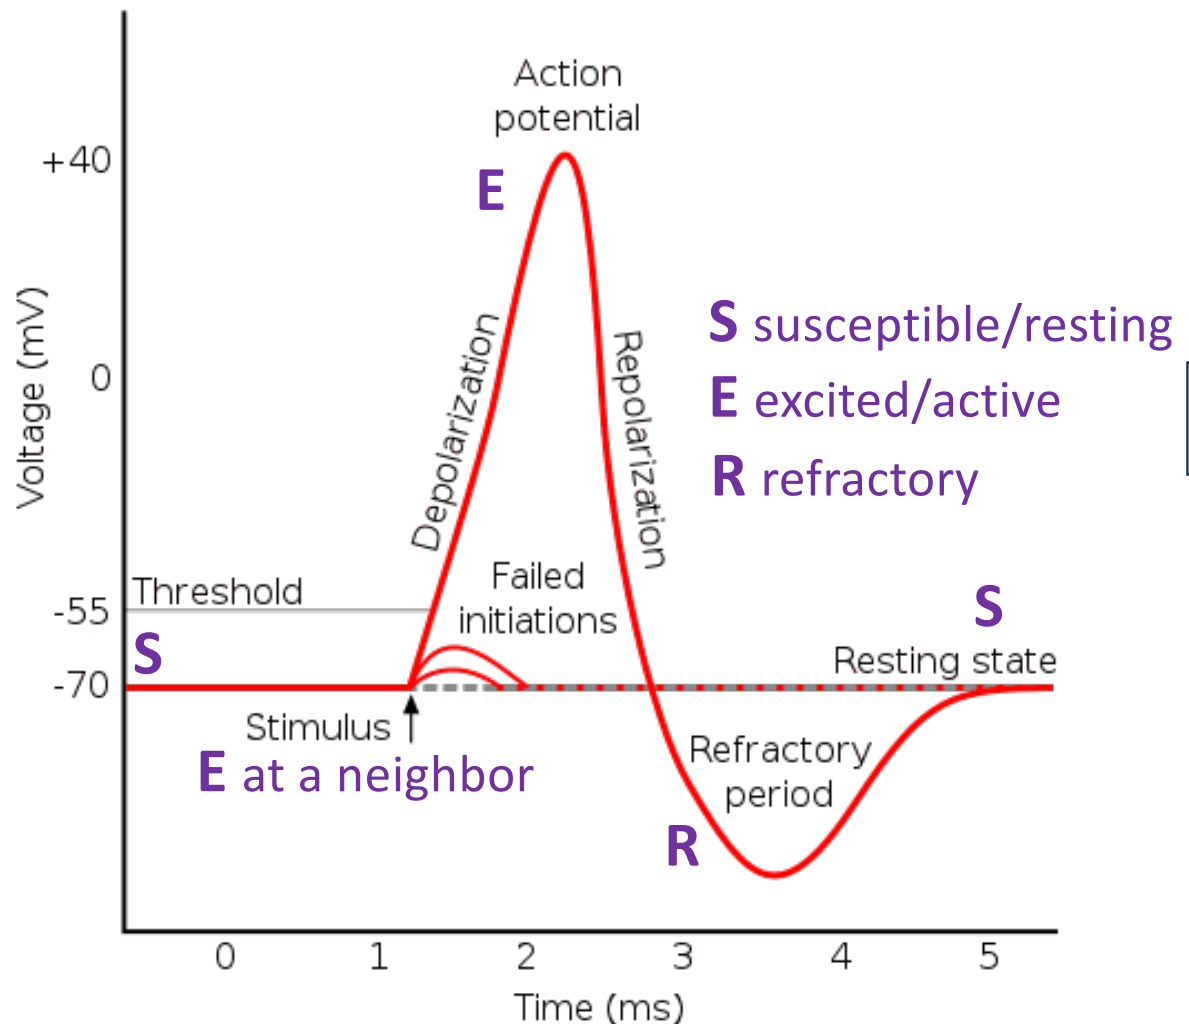 Action
potential
+40
E
S susceptible/resting
E excited/active
R refractory
Voltage (mV)
0
Depolarization
Repolarization
Failed
initiations
Threshold
-55
S
S
-70
Resting state
Stimulus
E at a neighbor
Refractory
period
R
0 1 2 3 4 5
Time (ms)